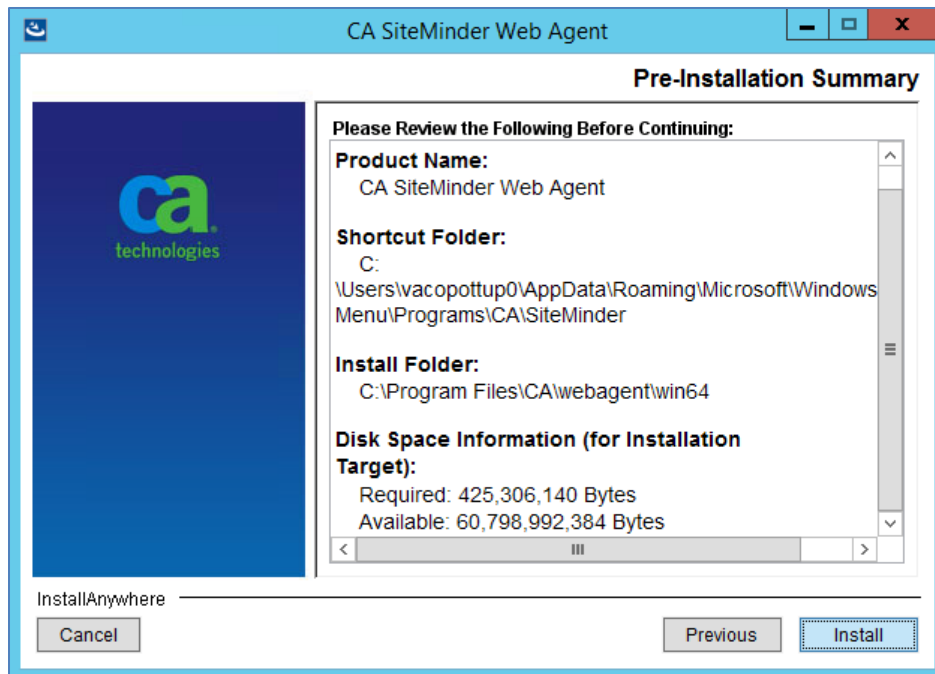 CA SiteMinder Web Agent
Pre-Installation Summary
ca
technologies
Please Review the Following Before Continuing:
Product Name:
CA SiteMinder Web Agent
Shortcut Folder:
C:
\Users\vacopottup0\AppData\Roaming\Microsoft\Windows
Menu\Programs\CA\SiteMinder
Install Folder:
C:\Program Files\CA\webagent\win64
Disk Space Information (for Installation
Target):
Required: 425,306,140 Bytes
Available: 60,798,992,384 Bytes
InstallAnywhere
Cancel
Previous
Install